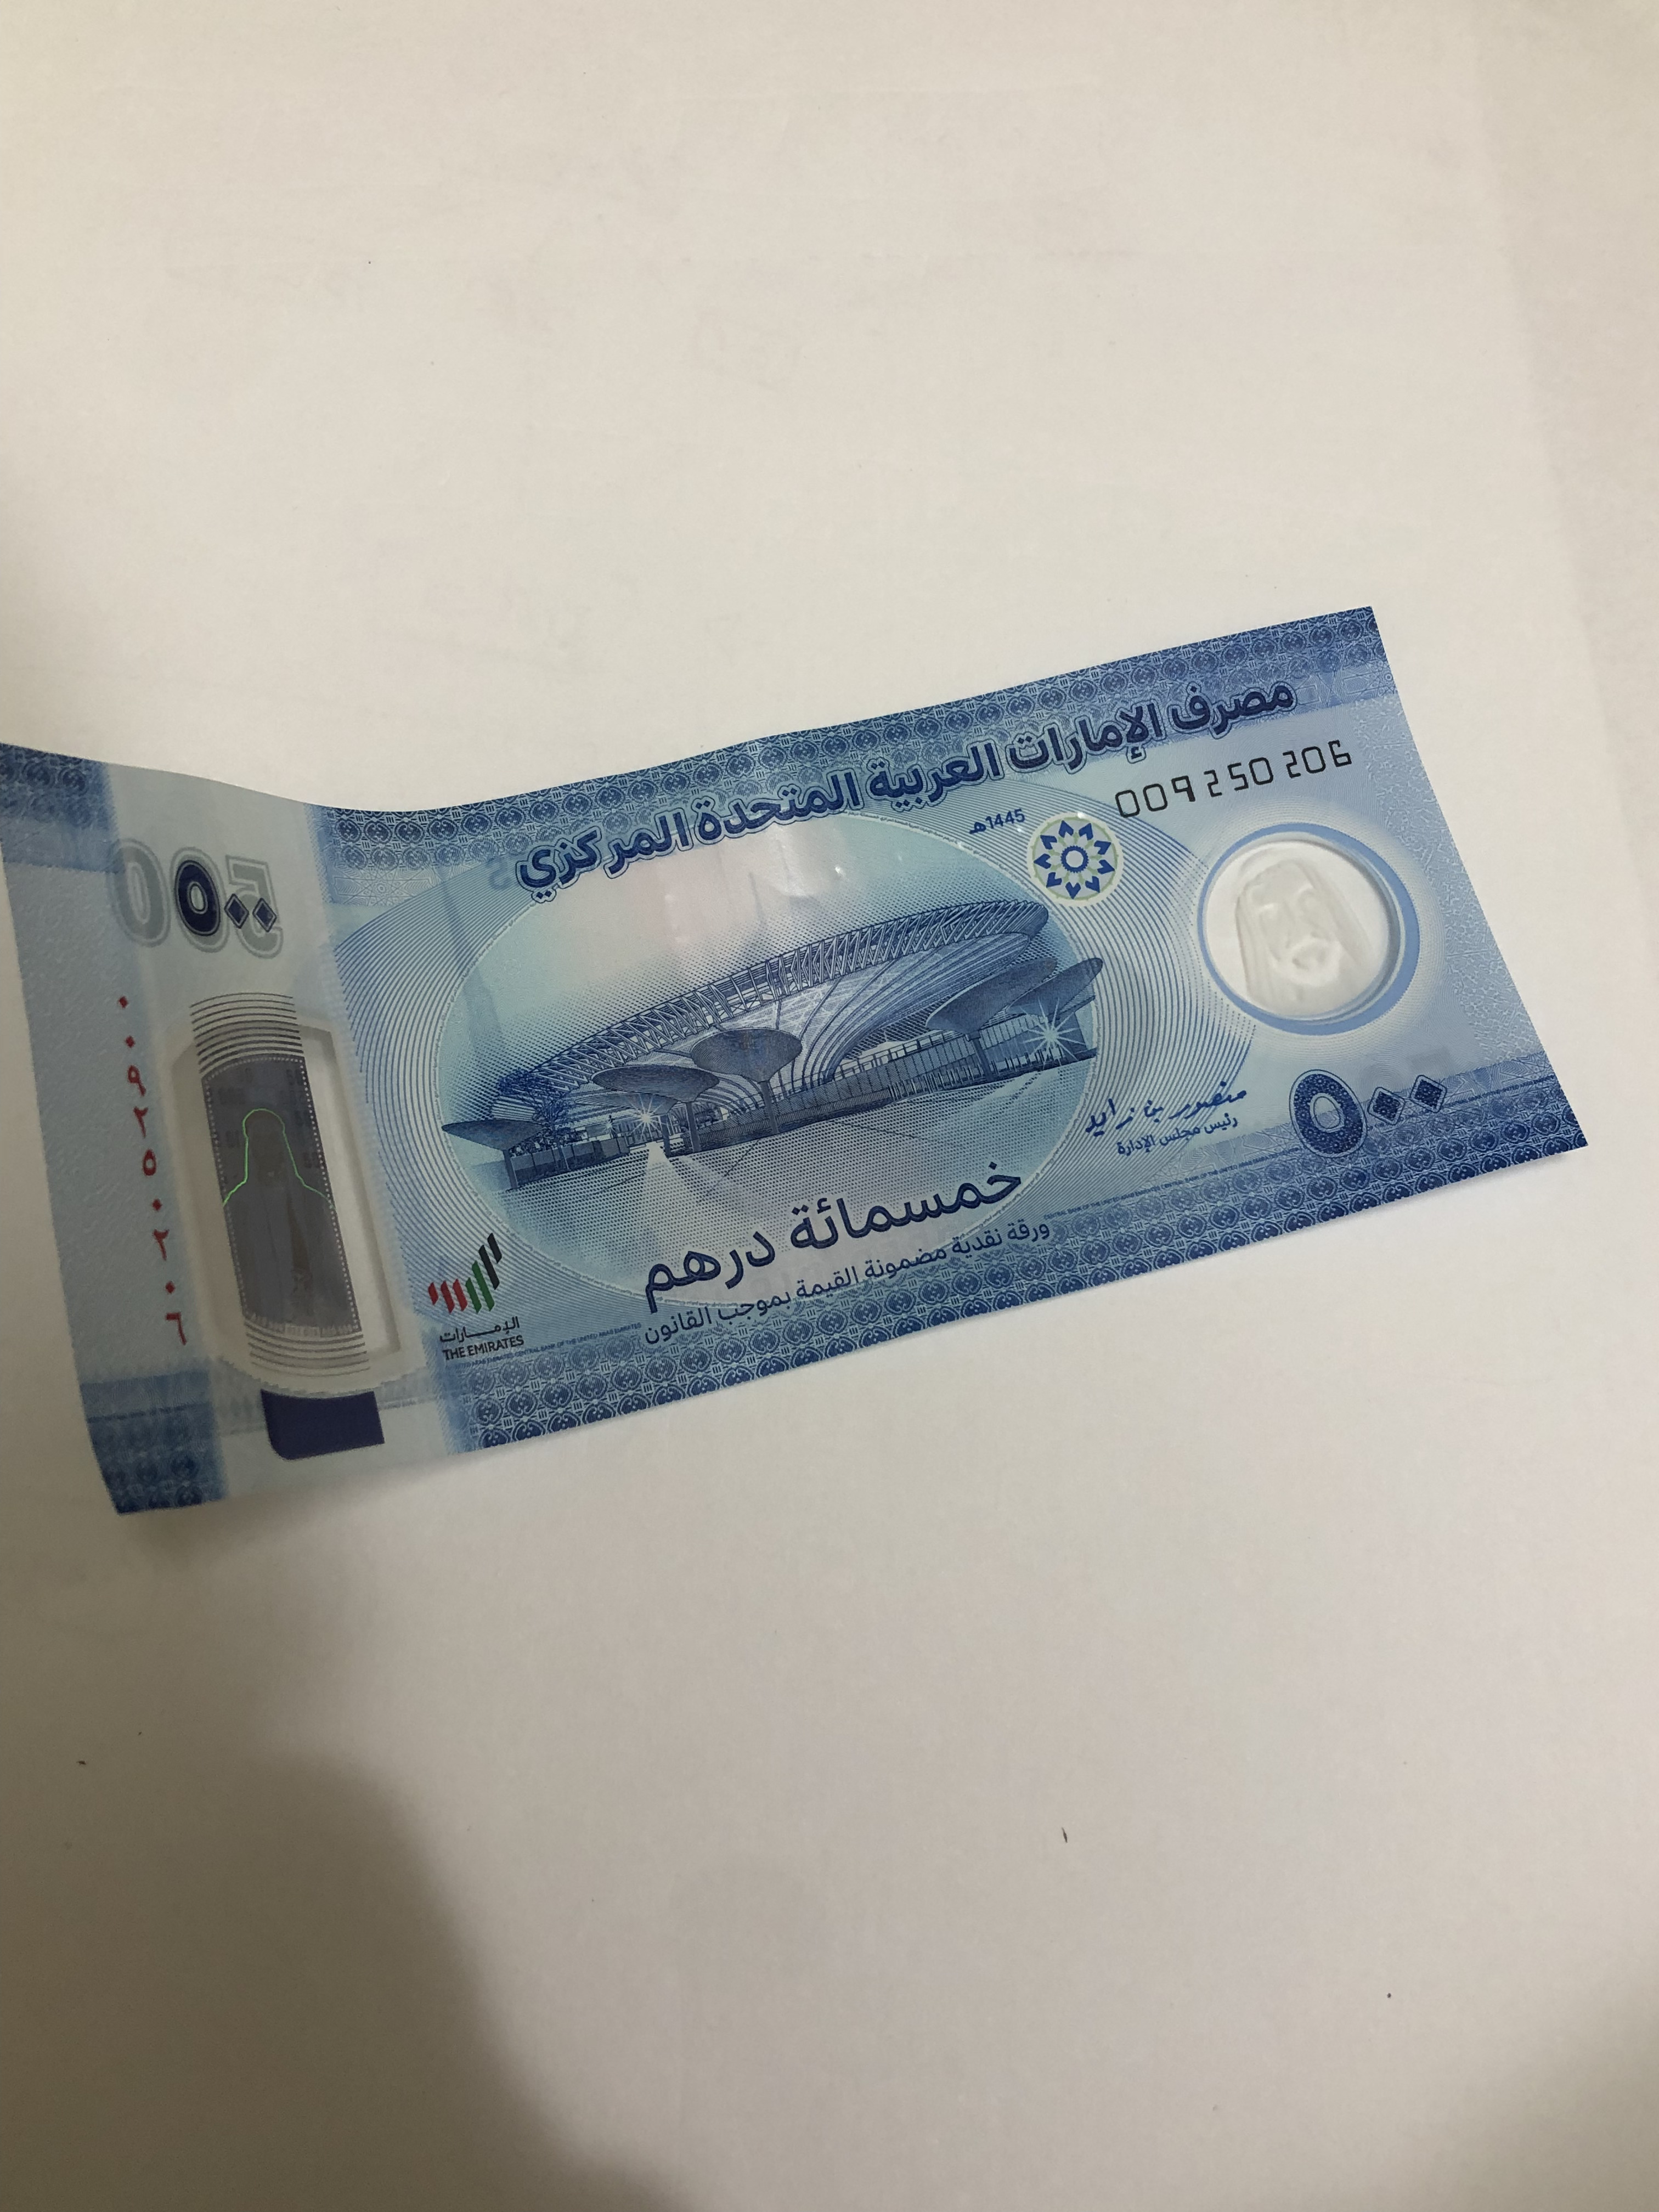 مصرف الإمارات العربية المتحدة المركزي
009250206
1445هـ
500
٥٠٠
٠٠٩٢٥٠٢٠٦
منصور بن زايد
رئيس مجلس الإدارة
٥٠٠
خمسمائة درهم
ورقة نقدية مضمونة القيمة بموجب القانون
الإمارات
THE EMIRATES